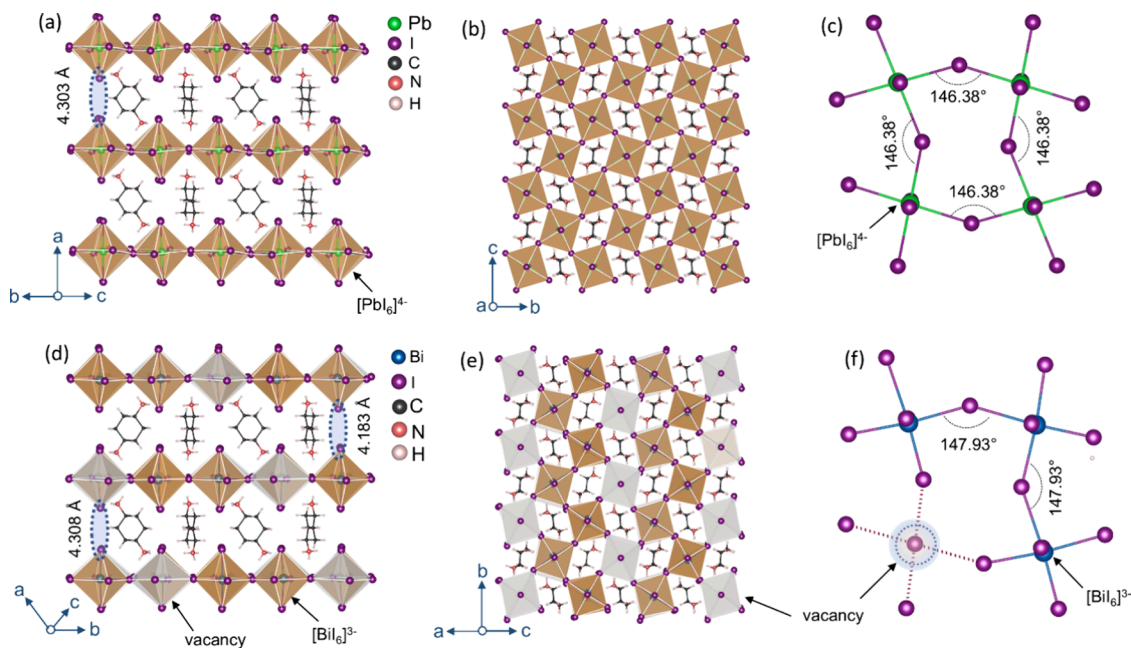 (a)
Pb
I
C
N
H
4.303 Å
a
b
c
[PbI₆]⁴⁻
(b)
c
a
b
(c)
146.38°
146.38°
146.38°
146.38°
[PbI₆]⁴⁻
(d)
Bi
I
C
N
H
4.183 Å
4.308 Å
a
c
b
vacancy
[BiI₆]³⁻
(e)
b
a
c
vacancy
(f)
147.93°
147.93°
[BiI₆]³⁻